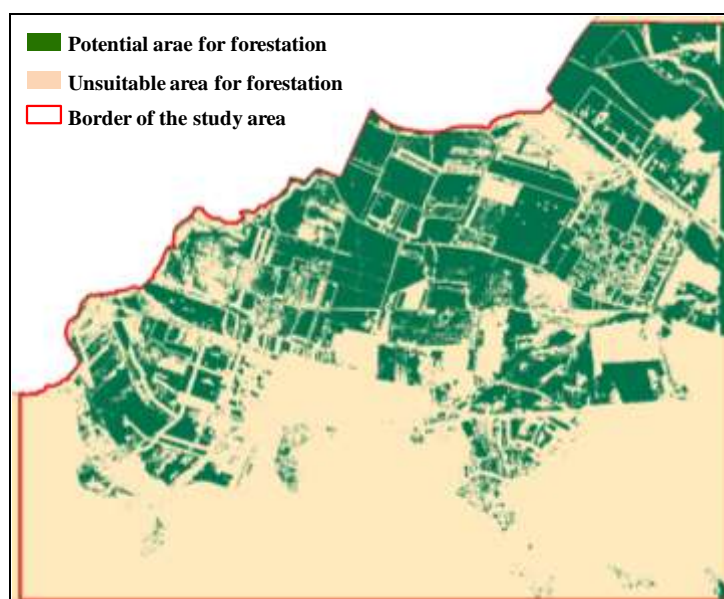 Potential arae for forestation
Unsuitable area for forestation
Border of the study area